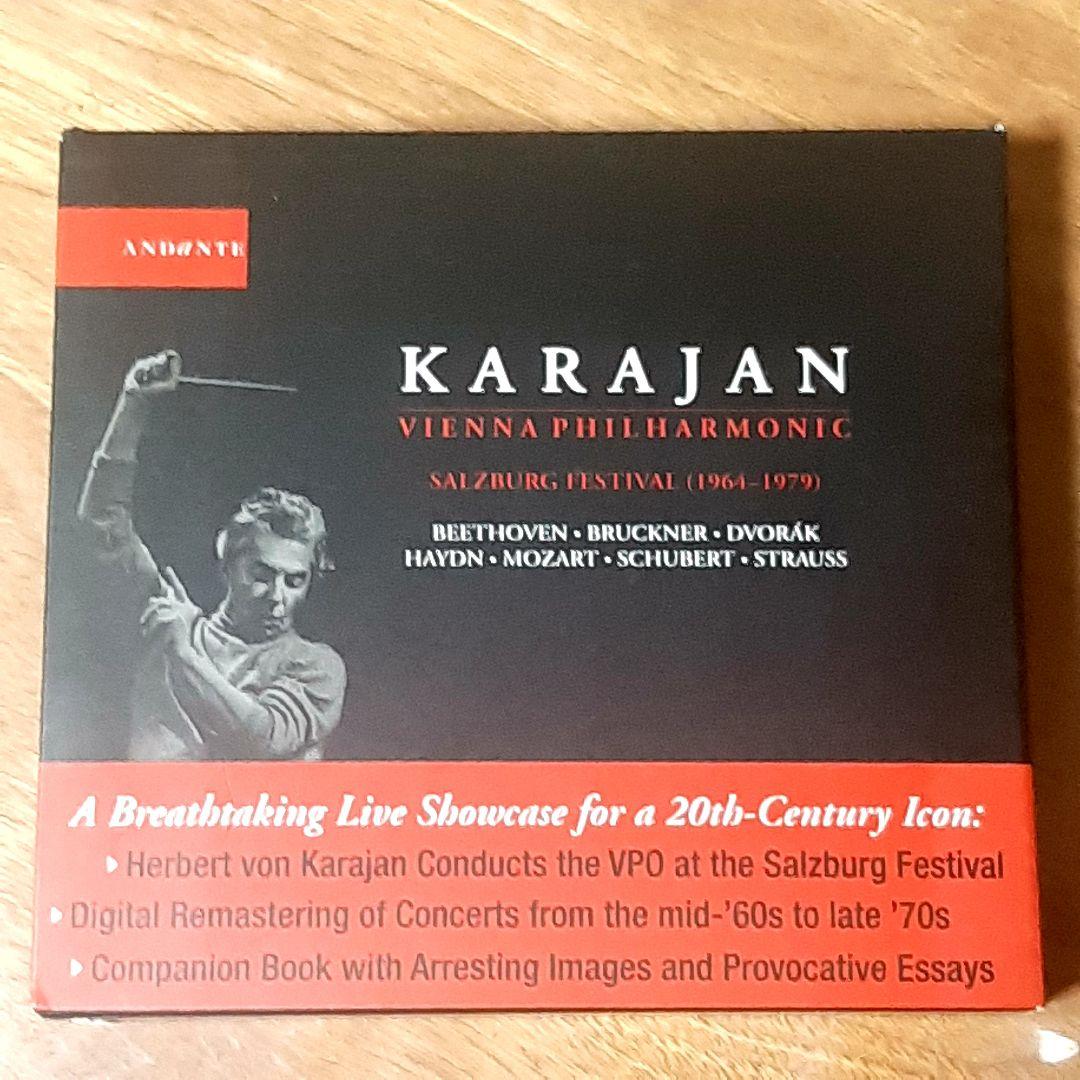 ANDaNTE
KARAJAN
VIENNA PHILHARMONIC
SALZBURG FESTIVAL (1964–1979)
BEETHOVEN • BRUCKNER • DVORÁK
HAYDN • MOZART • SCHUBERT • STRAUSS
A Breathtaking Live Showcase for a 20th-Century Icon:
Herbert von Karajan Conducts the VPO at the Salzburg Festival
Digital Remastering of Concerts from the mid-’60s to late ’70s
Companion Book with Arresting Images and Provocative Essays